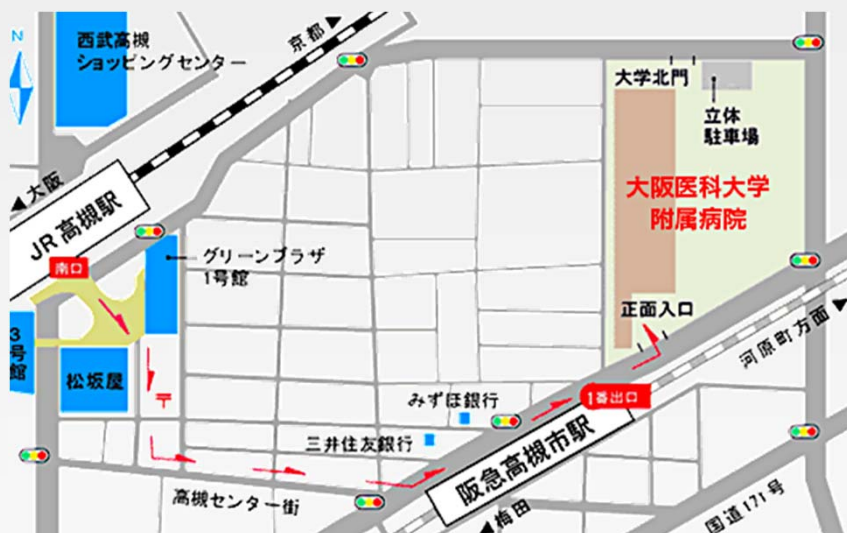 N
西武高槻
ショッピングセンター
京都▶
大学北門
立体
駐車場
◀大阪
大阪医科大学
附属病院
JR高槻駅
グリーンプラザ
1号館
南口
正面入口
河原町方面▶
3号館
松坂屋
〒
みずほ銀行
1番出口
三井住友銀行
阪急高槻市駅
高槻センター街
◀梅田
国道171号